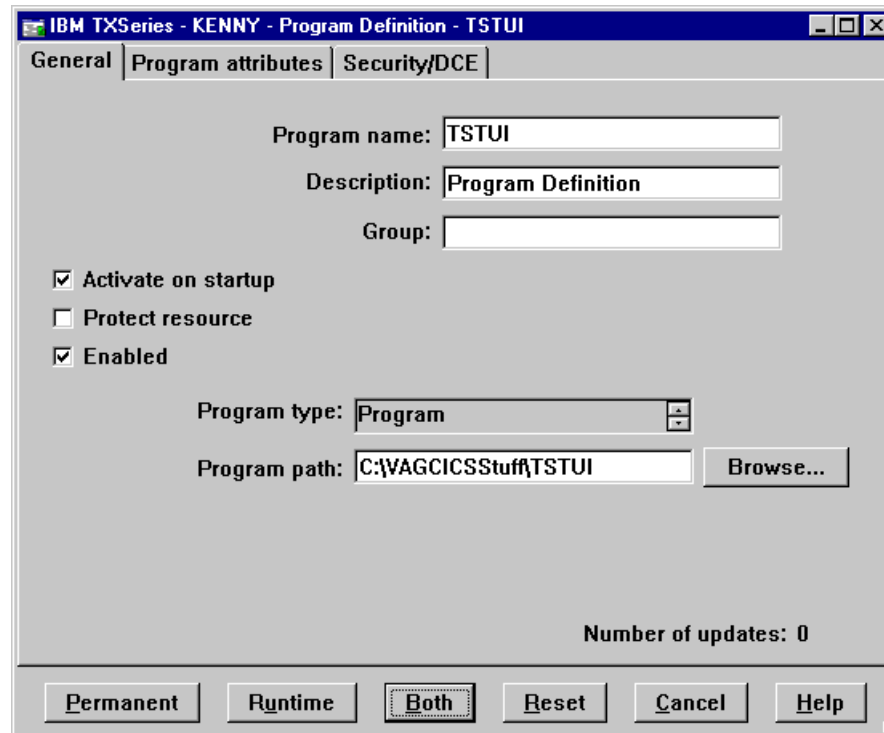 IBM TXSeries - KENNY - Program Definition - TSTUI
General Program attributes Security/DCE
Program name: TSTUI
Description: Program Definition
Group:
Activate on startup
Protect resource
Enabled
Program type: Program
Program path: C:\VAGCICSStuff\TSTUI Browse...
Number of updates: 0
Permanent Runtime Both Reset Cancel Help